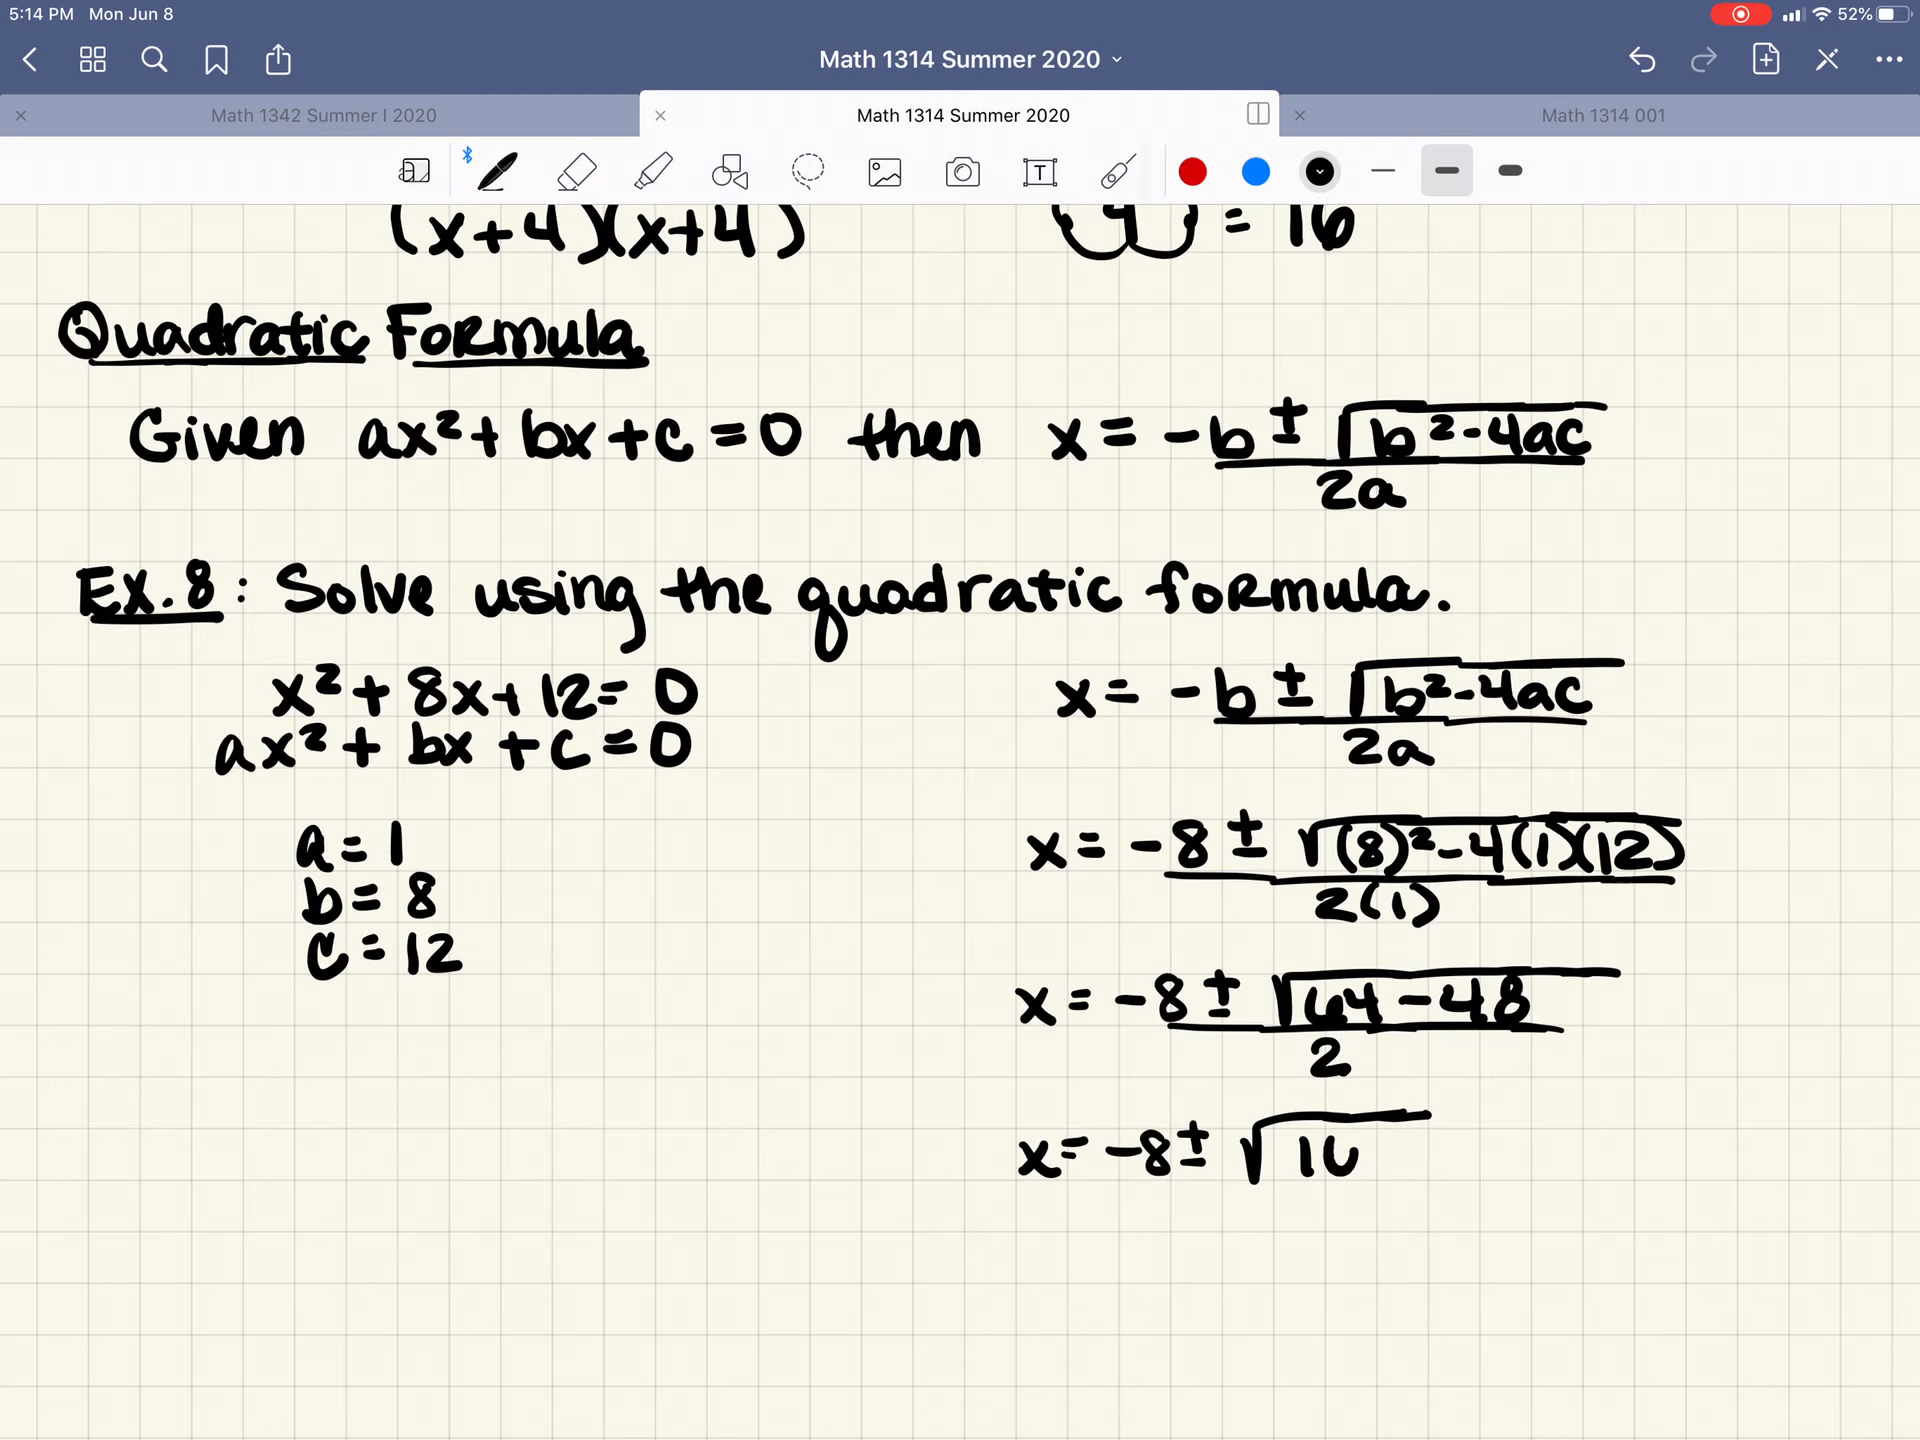 5:14 PM Mon Jun 8
52%
Math 1314 Summer 2020
Math 1342 Summer I 2020
Math 1314 Summer 2020
Math 1314 001
(x+4)(x+4)
(4) = 16
Quadratic Formula
Given ax²+ bx+c=0 then x = -b ± √b²-4ac
2a
Ex.8: Solve using the quadratic formula.
x² + 8x+12= 0
ax² + bx + c = 0
x = -b ± √b²-4ac
2a
a = 1
b = 8
c = 12
x = -8 ± √(8)²-4(1)(12)
2(1)
x = -8 ± √64-48
2
x = -8 ± √16